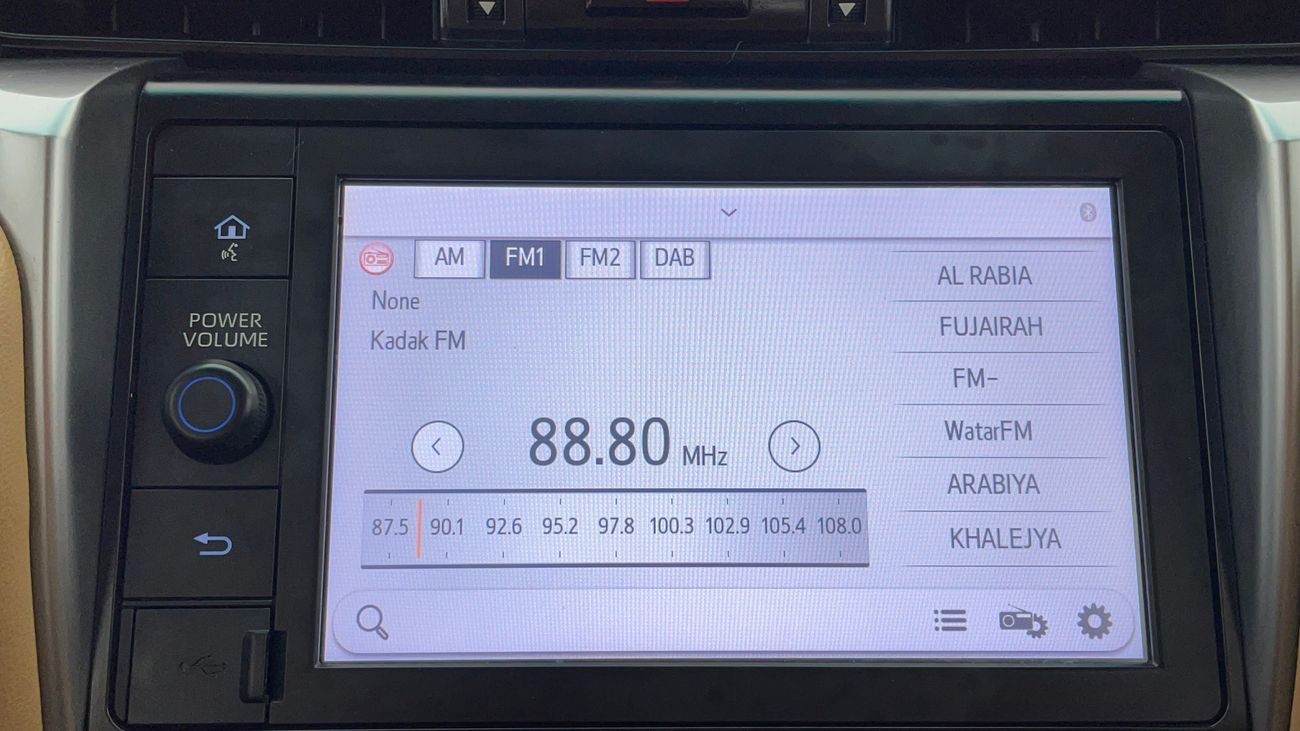 POWER
VOLUME
AM FM1 FM2 DAB
None
Kadak FM
88.80 MHz
87.5 90.1 92.6 95.2 97.8 100.3 102.9 105.4 108.0
AL RABIA
FUJAIRAH
FM-
WatarFM
ARABIYA
KHALEJYA